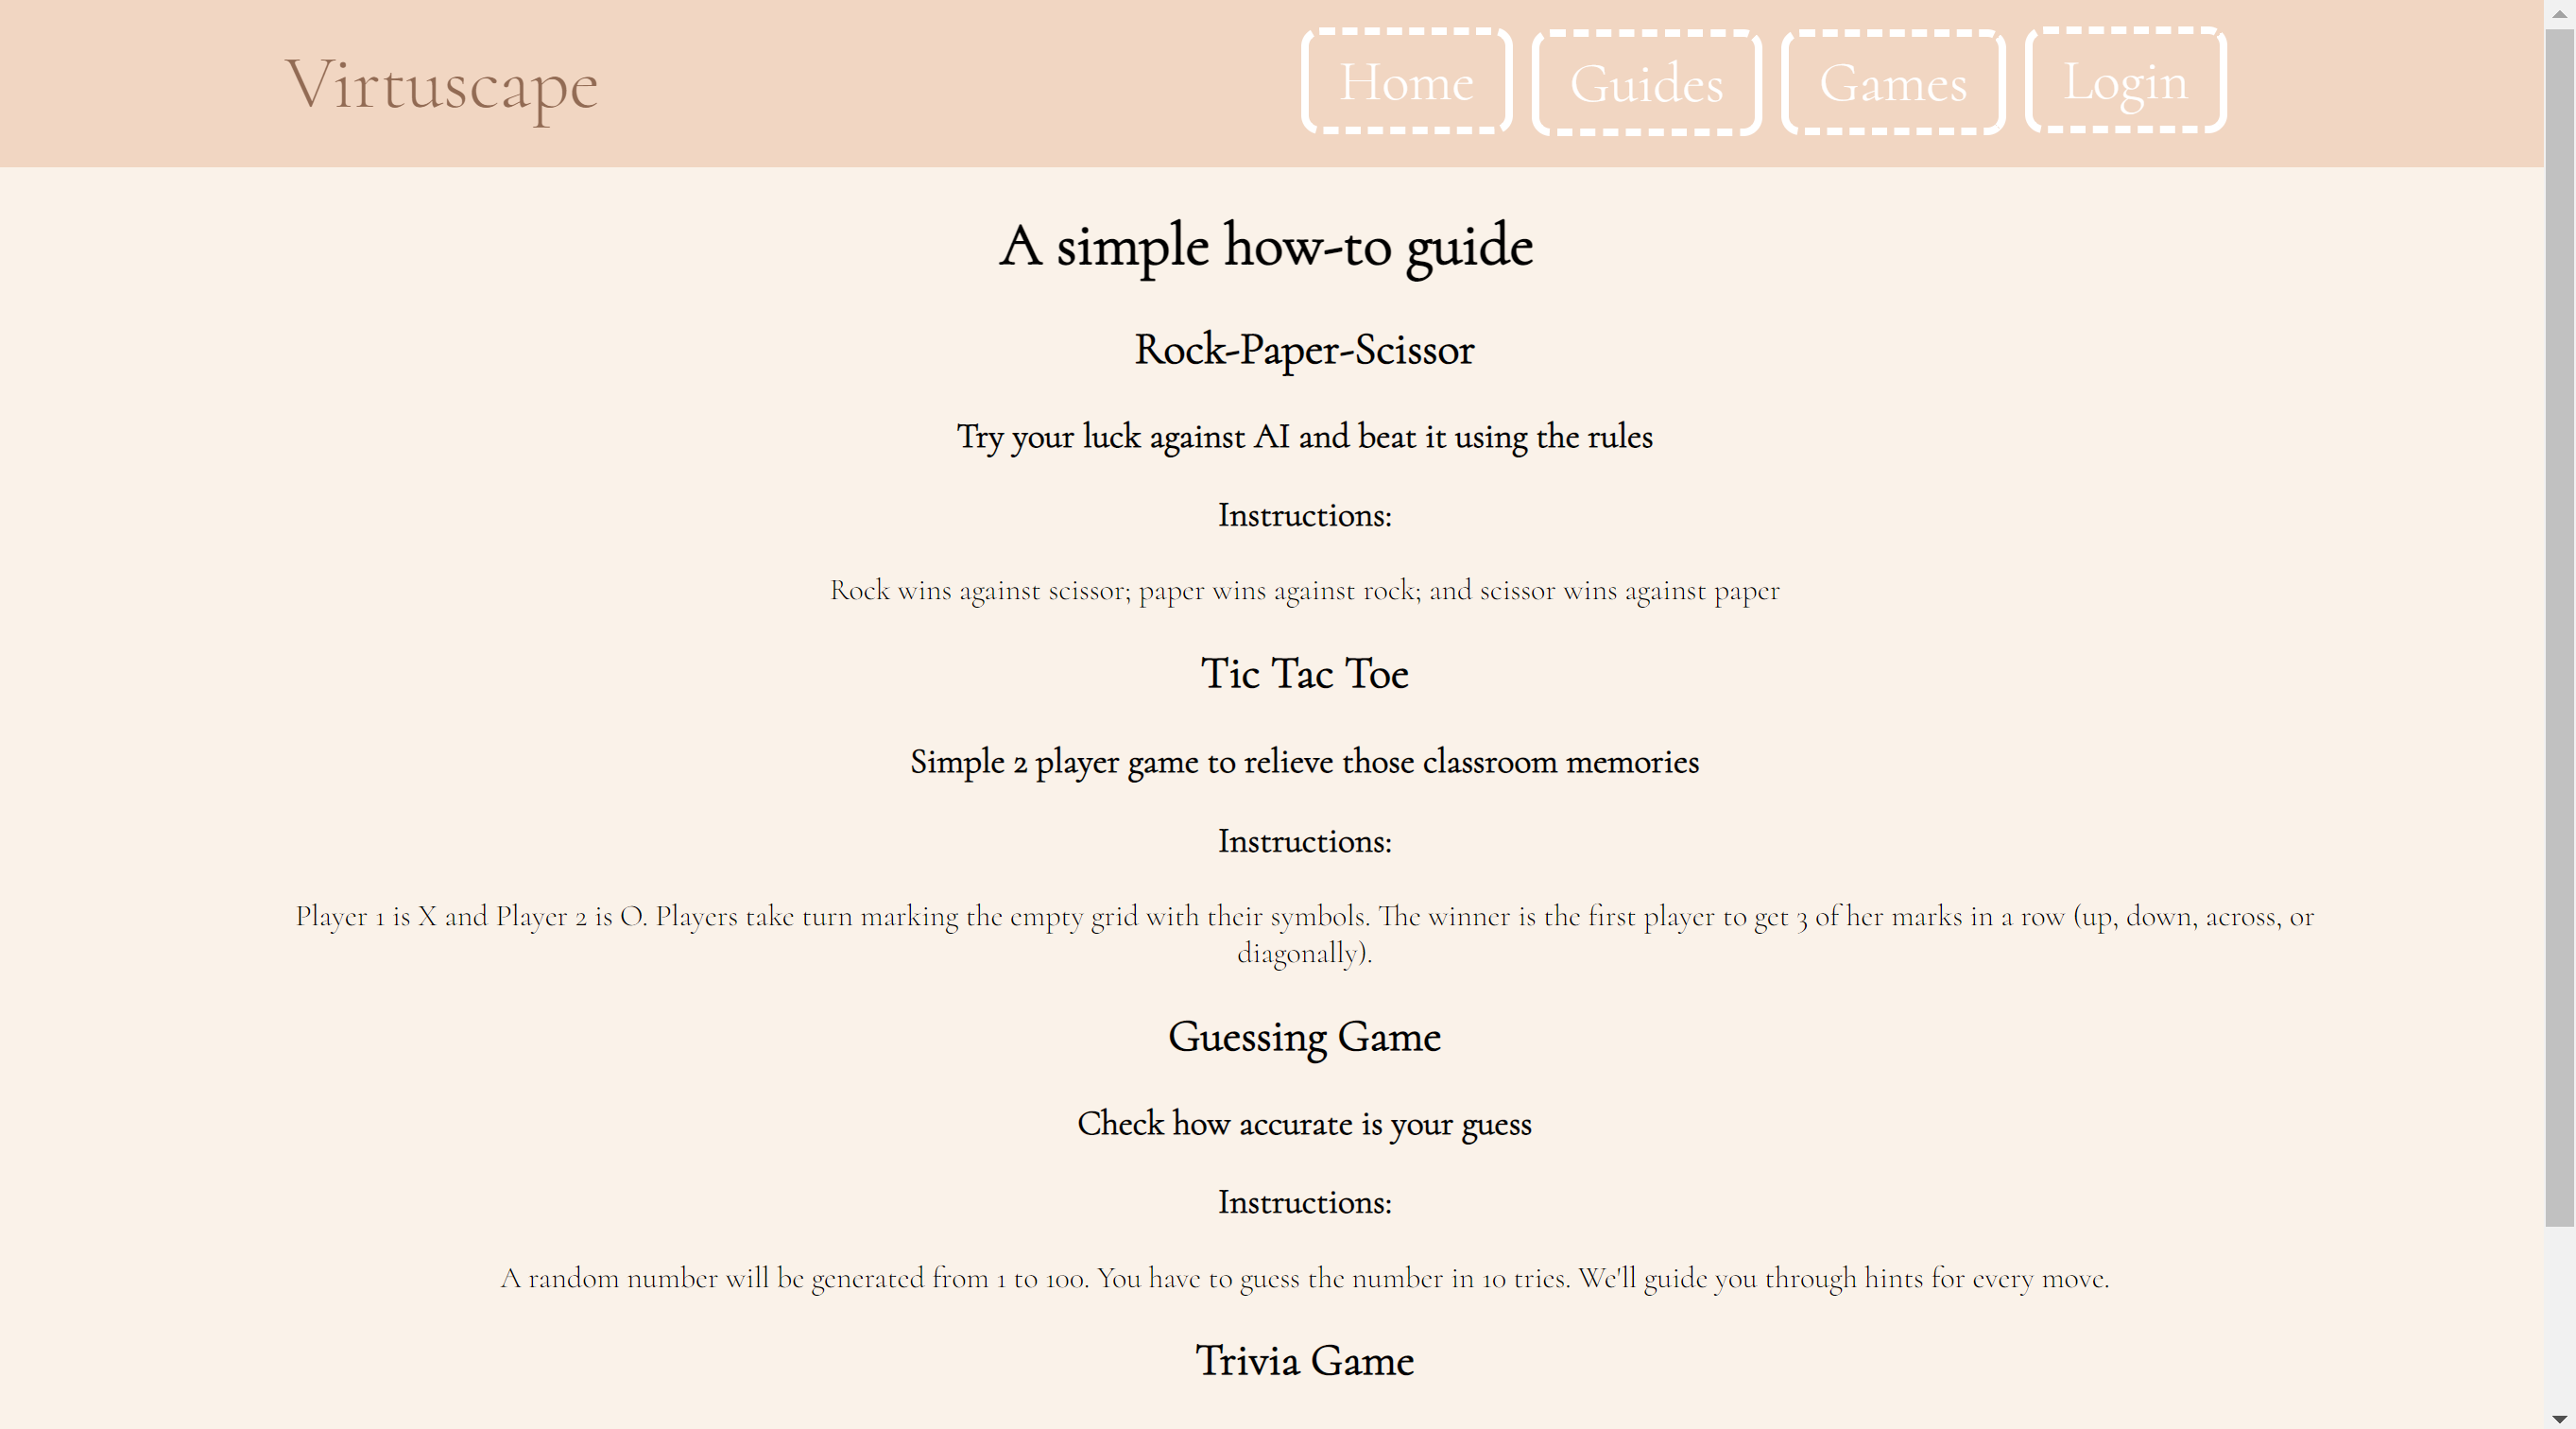 Virtuscape
Home
Guides
Games
Login
A simple how-to guide
Rock-Paper-Scissor
Try your luck against AI and beat it using the rules
Instructions:
Rock wins against scissor; paper wins against rock; and scissor wins against paper
Tic Tac Toe
Simple 2 player game to relieve those classroom memories
Instructions:
Player 1 is X and Player 2 is O. Players take turn marking the empty grid with their symbols. The winner is the first player to get 3 of her marks in a row (up, down, across, or
diagonally).
Guessing Game
Check how accurate is your guess
Instructions:
A random number will be generated from 1 to 100. You have to guess the number in 10 tries. We'll guide you through hints for every move.
Trivia Game